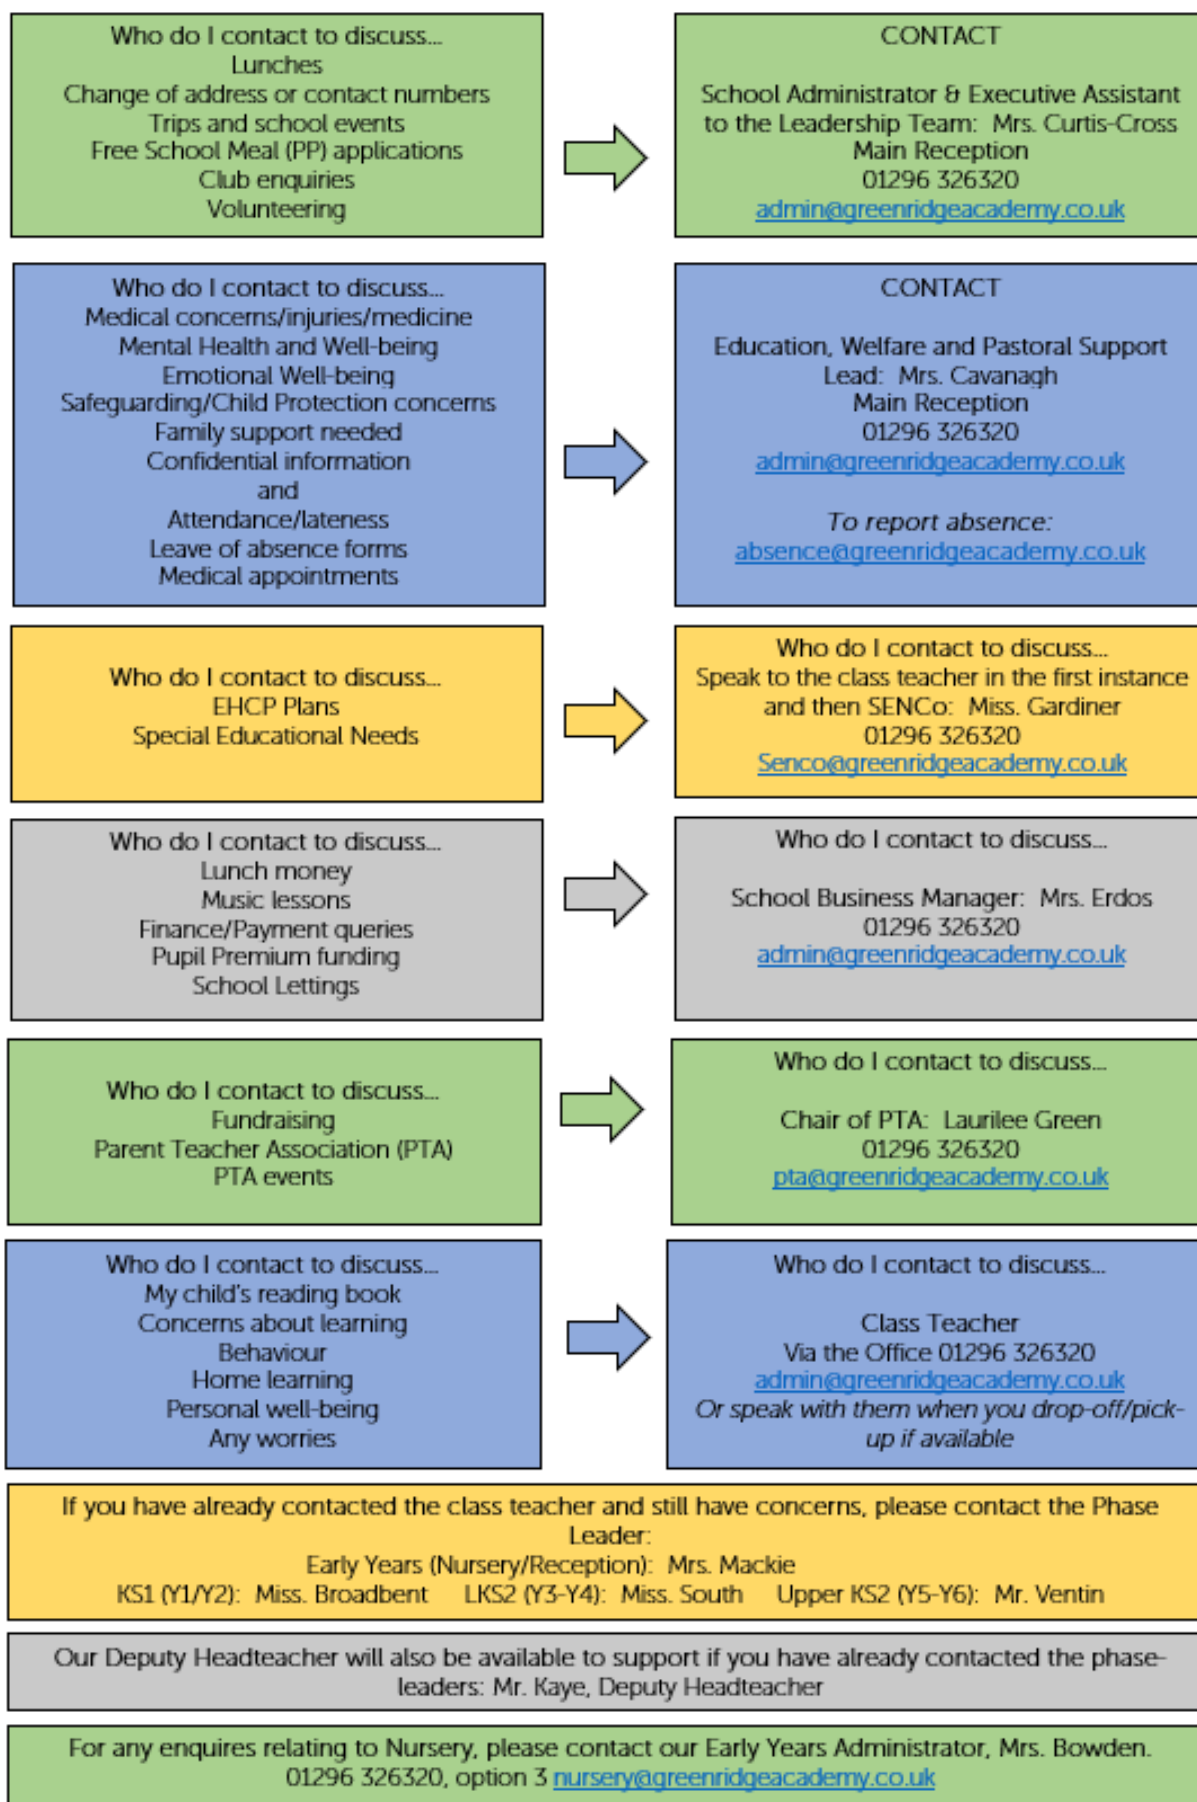 Who do I contact to discuss...
Lunches
Change of address or contact numbers
Trips and school events
Free School Meal (PP) applications
Club enquiries
Volunteering
CONTACT
School Administrator & Executive Assistant
to the Leadership Team: Mrs. Curtis-Cross
Main Reception
01296 326320
admin@greenridgeacademy.co.uk
Who do I contact to discuss...
Medical concerns/injuries/medicine
Mental Health and Well-being
Emotional Well-being
Safeguarding/Child Protection concerns
Family support needed
Confidential information
and
Attendance/lateness
Leave of absence forms
Medical appointments
CONTACT
Education, Welfare and Pastoral Support
Lead: Mrs. Cavanagh
Main Reception
01296 326320
admin@greenridgeacademy.co.uk
To report absence:
absence@greenridgeacademy.co.uk
Who do I contact to discuss...
EHCP Plans
Special Educational Needs
Who do I contact to discuss...
Speak to the class teacher in the first instance
and then SENCo: Miss. Gardiner
01296 326320
Senco@greenridgeacademy.co.uk
Who do I contact to discuss...
Lunch money
Music lessons
Finance/Payment queries
Pupil Premium funding
School Lettings
Who do I contact to discuss...
School Business Manager: Mrs. Erdos
01296 326320
admin@greenridgeacademy.co.uk
Who do I contact to discuss...
Fundraising
Parent Teacher Association (PTA)
PTA events
Who do I contact to discuss...
Chair of PTA: Laurilee Green
01296 326320
pta@greenridgeacademy.co.uk
Who do I contact to discuss...
My child's reading book
Concerns about learning
Behaviour
Home learning
Personal well-being
Any worries
Who do I contact to discuss...
Class Teacher
Via the Office 01296 326320
admin@greenridgeacademy.co.uk
Or speak with them when you drop-off/pick-
up if available
If you have already contacted the class teacher and still have concerns, please contact the Phase
Leader:
Early Years (Nursery/Reception): Mrs. Mackie
KS1 (Y1/Y2): Miss. Broadbent LKS2 (Y3-Y4): Miss. South Upper KS2 (Y5-Y6): Mr. Ventin
Our Deputy Headteacher will also be available to support if you have already contacted the phase-
leaders: Mr. Kaye, Deputy Headteacher
For any enquires relating to Nursery, please contact our Early Years Administrator, Mrs. Bowden.
01296 326320, option 3 nursery@greenridgeacademy.co.uk